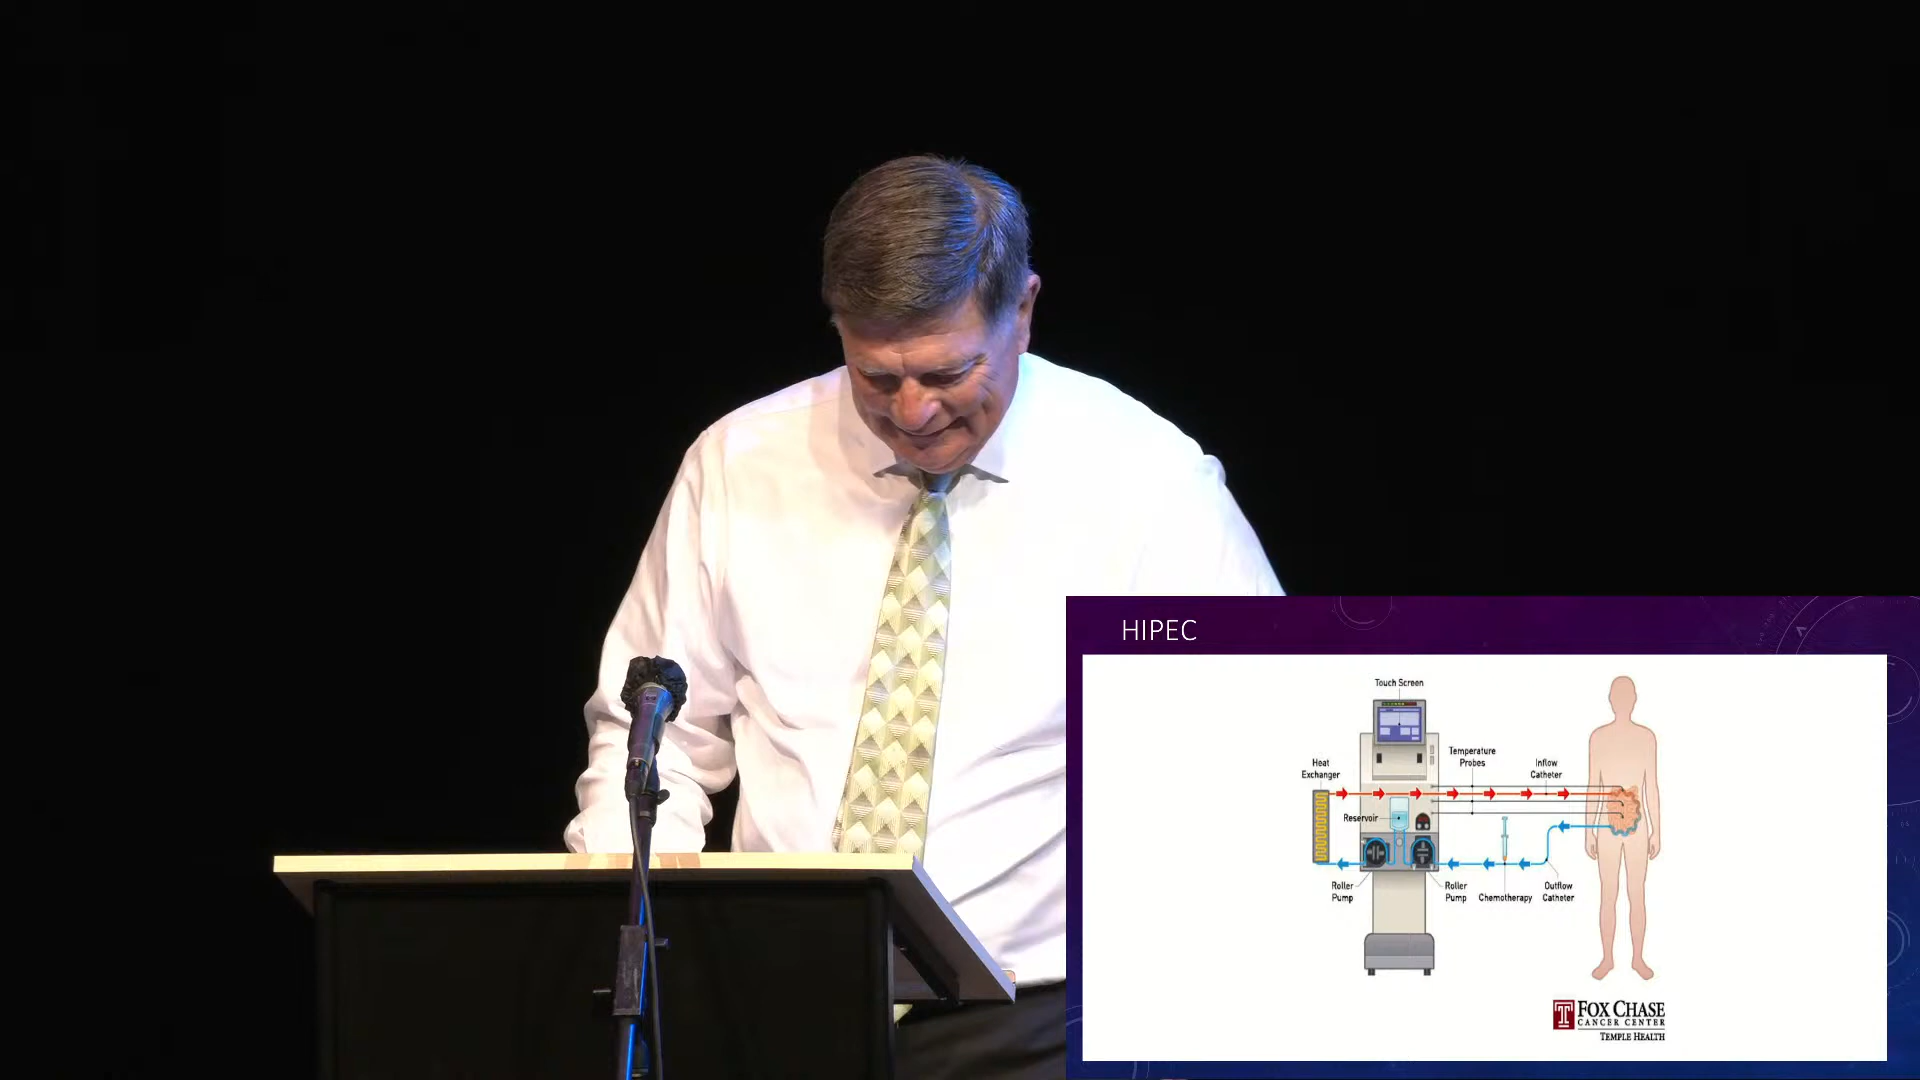 HIPEC
Touch Screen
Heat
Exchanger
Temperature
Probes
Inflow
Catheter
Reservoir
Roller
Pump
Roller
Pump
Chemotherapy
Outflow
Catheter
T
FOX CHASE
CANCER CENTER
TEMPLE HEALTH